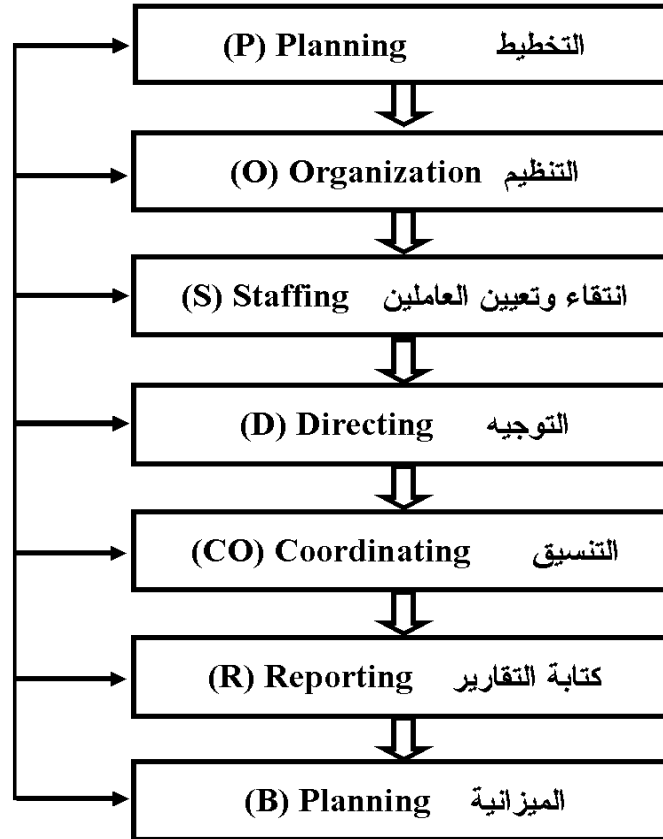 (P) Planning التخطيط
(O) Organization التنظيم
(S) Staffing انتقاء وتعيين العاملين
(D) Directing التوجيه
(CO) Coordinating التنسيق
(R) Reporting كتابة التقارير
(B) Planning الميزانية